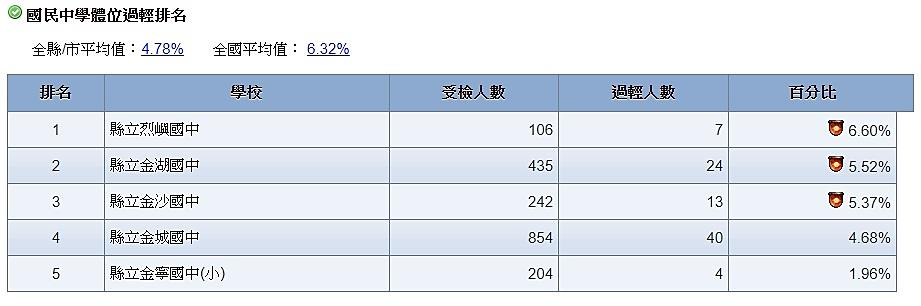 國民中學體位過輕排名
全縣/市平均值：4.78% 全國平均值： 6.32%
排名 學校 受檢人數 過輕人數 百分比
1 縣立烈嶼國中 106 7 6.60%
2 縣立金湖國中 435 24 5.52%
3 縣立金沙國中 242 13 5.37%
4 縣立金城國中 854 40 4.68%
5 縣立金寧國中(小) 204 4 1.96%